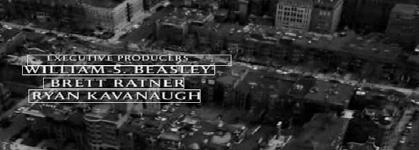 EXECUTIVE PRODUCERS
WILLIAM S. BEASLEY
BRETT RATNER
RYAN KAVANAUGH